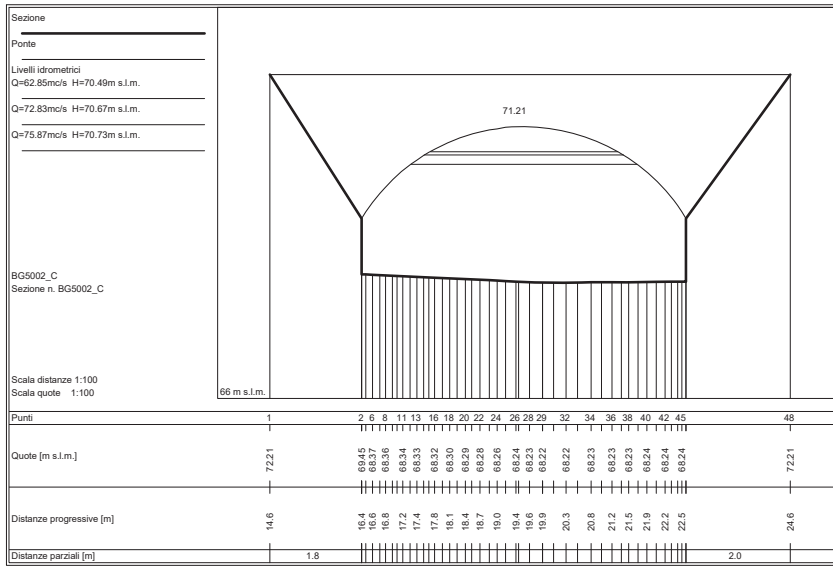 Sezione
Ponte
Livelli idrometrici
Q=62.85mc/s H=70.49m s.l.m.
Q=72.83mc/s H=70.67m s.l.m.
Q=75.87mc/s H=70.73m s.l.m.
71.21
BG5002_C
Sezione n. BG5002_C
Scala distanze 1:100
Scala quote 1:100
66 m s.l.m.
Punti 1 2 6 8 11 13 16 18 20 22 24 26 28 29 32 34 36 38 40 42 45 48
Quote [m s.l.m.] 72.21 69.45 68.37 68.36 68.34 68.33 68.32 68.30 68.29 68.28 68.26 68.24 68.23 68.22 68.22 68.23 68.23 68.23 68.24 68.24 68.24 72.21
Distanze progressive [m] 14.6 16.4 16.6 16.8 17.2 17.4 17.8 18.1 18.4 18.7 19.0 19.4 19.6 19.9 20.3 20.8 21.2 21.5 21.9 22.2 22.5 24.6
Distanze parziali [m] 1.8 2.0